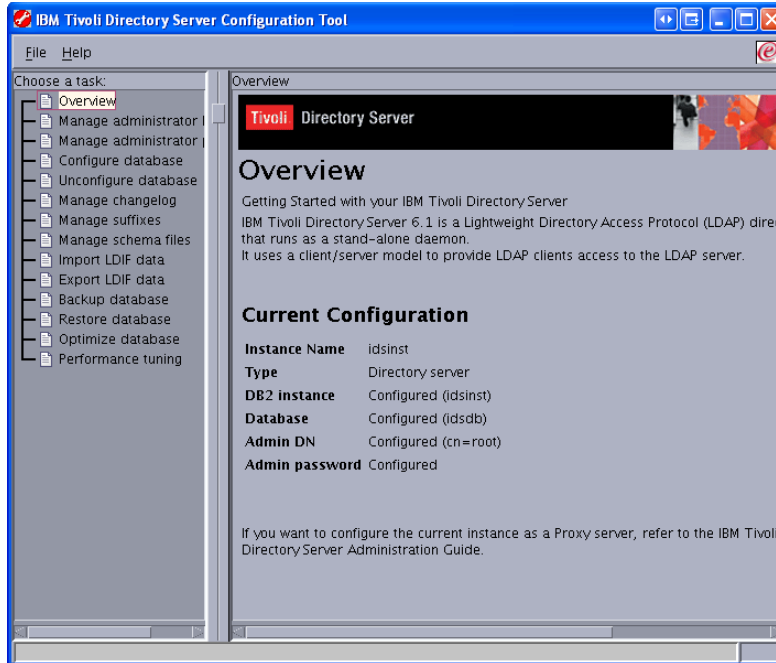 IBM Tivoli Directory Server Configuration Tool
File Help
Choose a task:
Overview
Manage administrator
Manage administrator
Configure database
Unconfigure database
Manage changelog
Manage suffixes
Manage schema files
Import LDIF data
Export LDIF data
Backup database
Restore database
Optimize database
Performance tuning
Overview
Tivoli Directory Server
Overview
Getting Started with your IBM Tivoli Directory Server
IBM Tivoli Directory Server 6.1 is a Lightweight Directory Access Protocol (LDAP) dire
that runs as a stand-alone daemon.
It uses a client/server model to provide LDAP clients access to the LDAP server.
Current Configuration
Instance Name idsinst
Type Directory server
DB2 instance Configured (idsinst)
Database Configured (idsdb)
Admin DN Configured (cn=root)
Admin password Configured
If you want to configure the current instance as a Proxy server, refer to the IBM Tivoli
Directory Server Administration Guide.